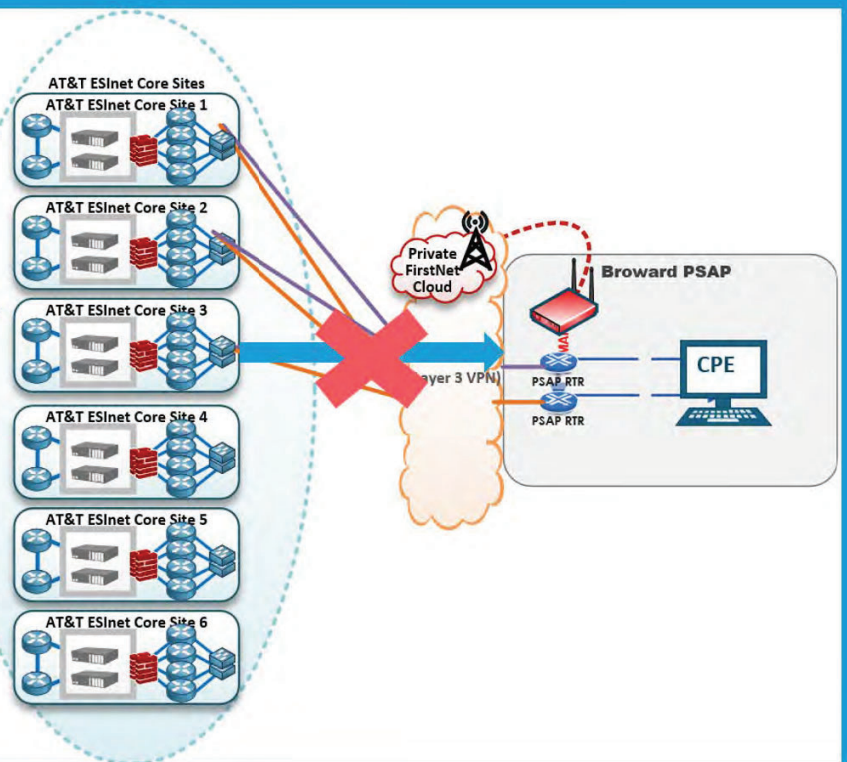 AT&T ESInet Core Sites
AT&T ESInet Core Site 1
AT&T ESInet Core Site 2
AT&T ESInet Core Site 3
AT&T ESInet Core Site 4
AT&T ESInet Core Site 5
AT&T ESInet Core Site 6
Private
FirstNet
Cloud
ayer 3 VPN)
Broward PSAP
PSAP RTR
PSAP RTR
CPE